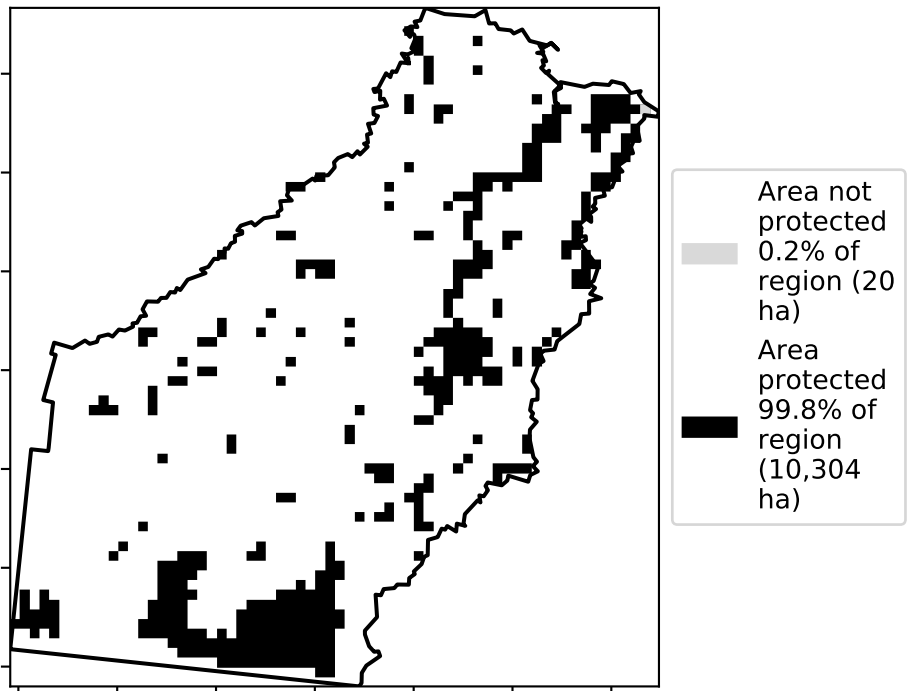 Area not
protected
0.2% of
region (20
ha)
Area
protected
99.8% of
region
(10,304
ha)